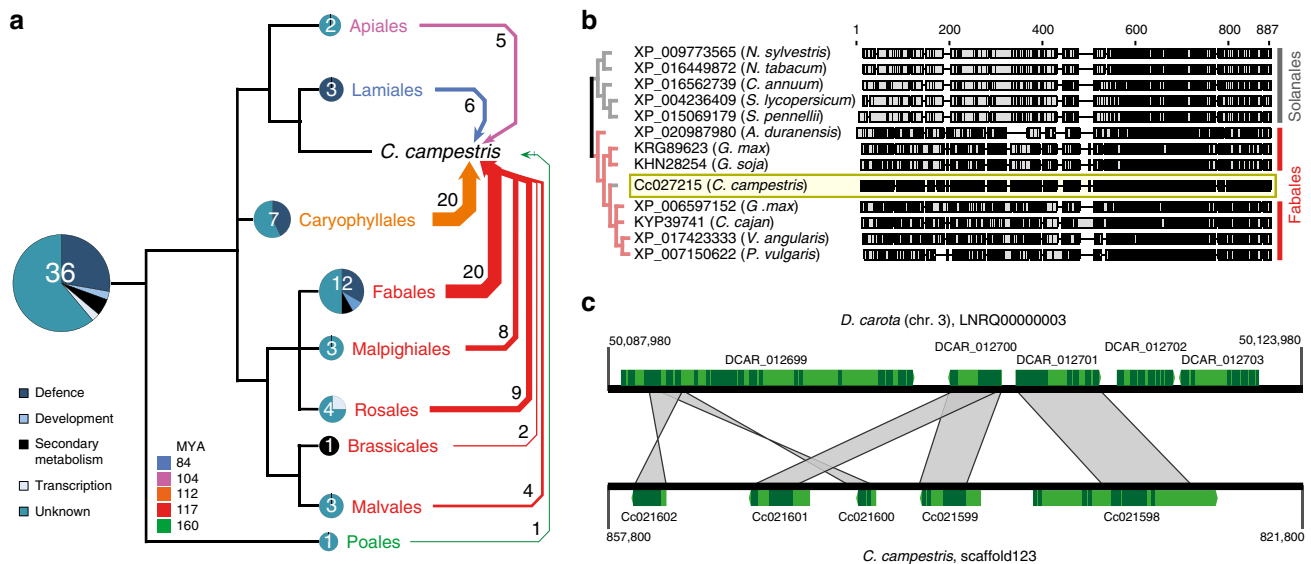 a
2 Apiales
5
3 Lamiales
6
C. campestris
7 Caryophyllales
20
36
12 Fabales
20
3 Malpighiales
8
4 Rosales
9
1 Brassicales
2
3 Malvales
4
1 Poales
1
Defence
Development
Secondary
metabolism
Transcription
Unknown
MYA
84
104
112
117
160
b
1 200 400 600 800 887
XP_009773565 (N. sylvestris)
XP_016449872 (N. tabacum)
XP_016562739 (C. annuum)
XP_004236409 (S. lycopersicum)
XP_015069179 (S. pennellii)
XP_020987980 (A. duranensis)
KRG89623 (G. max)
KHN28254 (G. soja)
Cc027215 (C. campestris)
XP_006597152 (G .max)
KYP39741 (C. cajan)
XP_017423333 (V. angularis)
XP_007150622 (P. vulgaris)
Solanales
Fabales
c
D. carota (chr. 3), LNRQ00000003
50,087,980 50,123,980
DCAR_012699 DCAR_012700 DCAR_012701 DCAR_012702 DCAR_012703
Cc021602 Cc021601 Cc021600 Cc021599 Cc021598
857,800 821,800
C. campestris, scaffold123